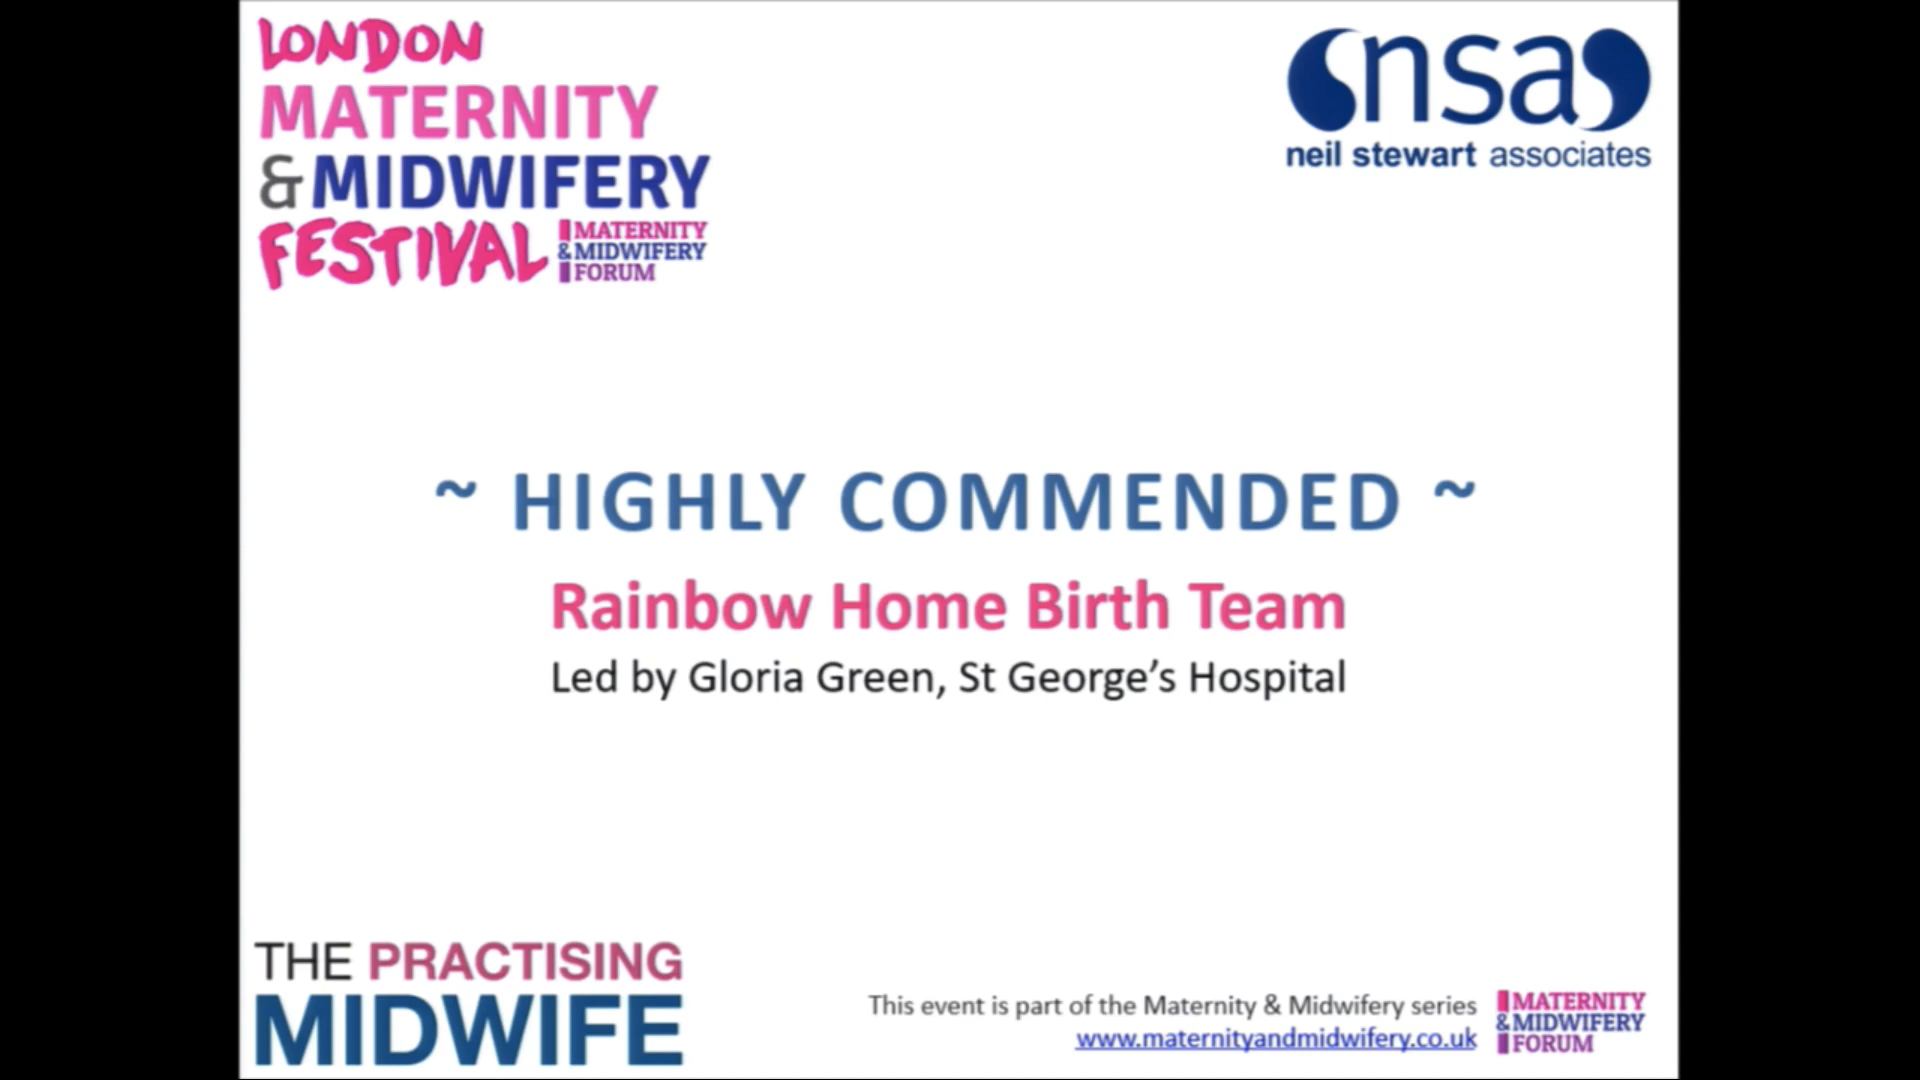 LONDON
MATERNITY
& MIDWIFERY
FESTIVAL
MATERNITY
& MIDWIFERY
FORUM
nsa
neil stewart associates
~ HIGHLY COMMENDED ~
Rainbow Home Birth Team
Led by Gloria Green, St George’s Hospital
THE PRACTISING
MIDWIFE
This event is part of the Maternity & Midwifery series
www.maternityandmidwifery.co.uk
MATERNITY
& MIDWIFERY
FORUM